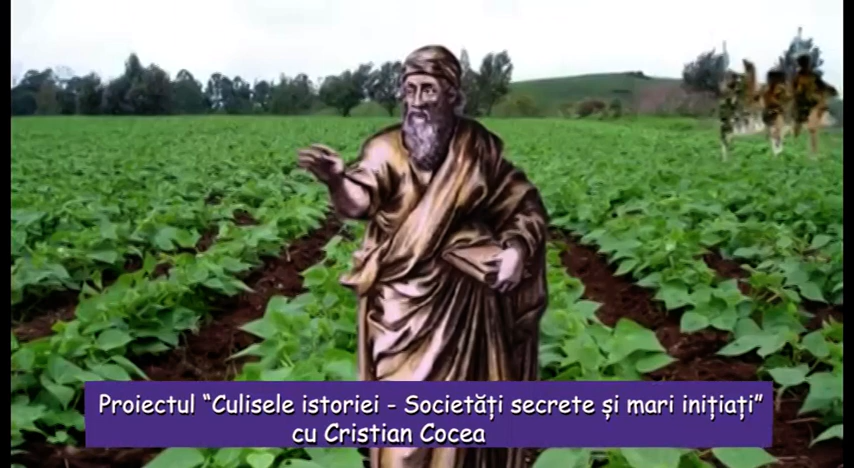 Proiectul “Culisele istoriei - Societăți secrete și mari inițiați”
cu Cristian Cocea